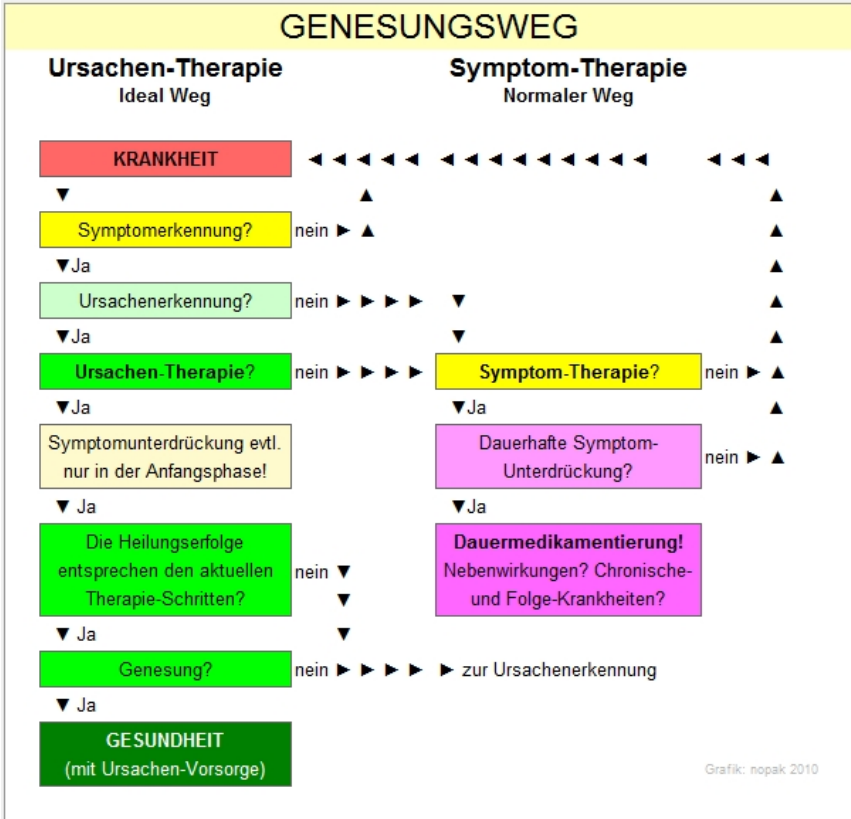 GENESUNGSWEG
Ursachen-Therapie
Ideal Weg
Symptom-Therapie
Normaler Weg
KRANKHEIT
Symptomerkennung?
nein
Ja
Ursachenerkennung?
nein
Ja
Ursachen-Therapie?
nein
Symptom-Therapie?
nein
Ja
Ja
Symptomunterdrückung evtl.
nur in der Anfangsphase!
Dauerhafte Symptom-
Unterdrückung?
nein
Ja
Ja
Die Heilungserfolge
entsprechen den aktuellen
Therapie-Schritten?
nein
Dauermedikamentierung!
Nebenwirkungen? Chronische-
und Folge-Krankheiten?
Ja
Genesung?
nein
zur Ursachenerkennung
Ja
GESUNDHEIT
(mit Ursachen-Vorsorge)
Grafik: nopak 2010